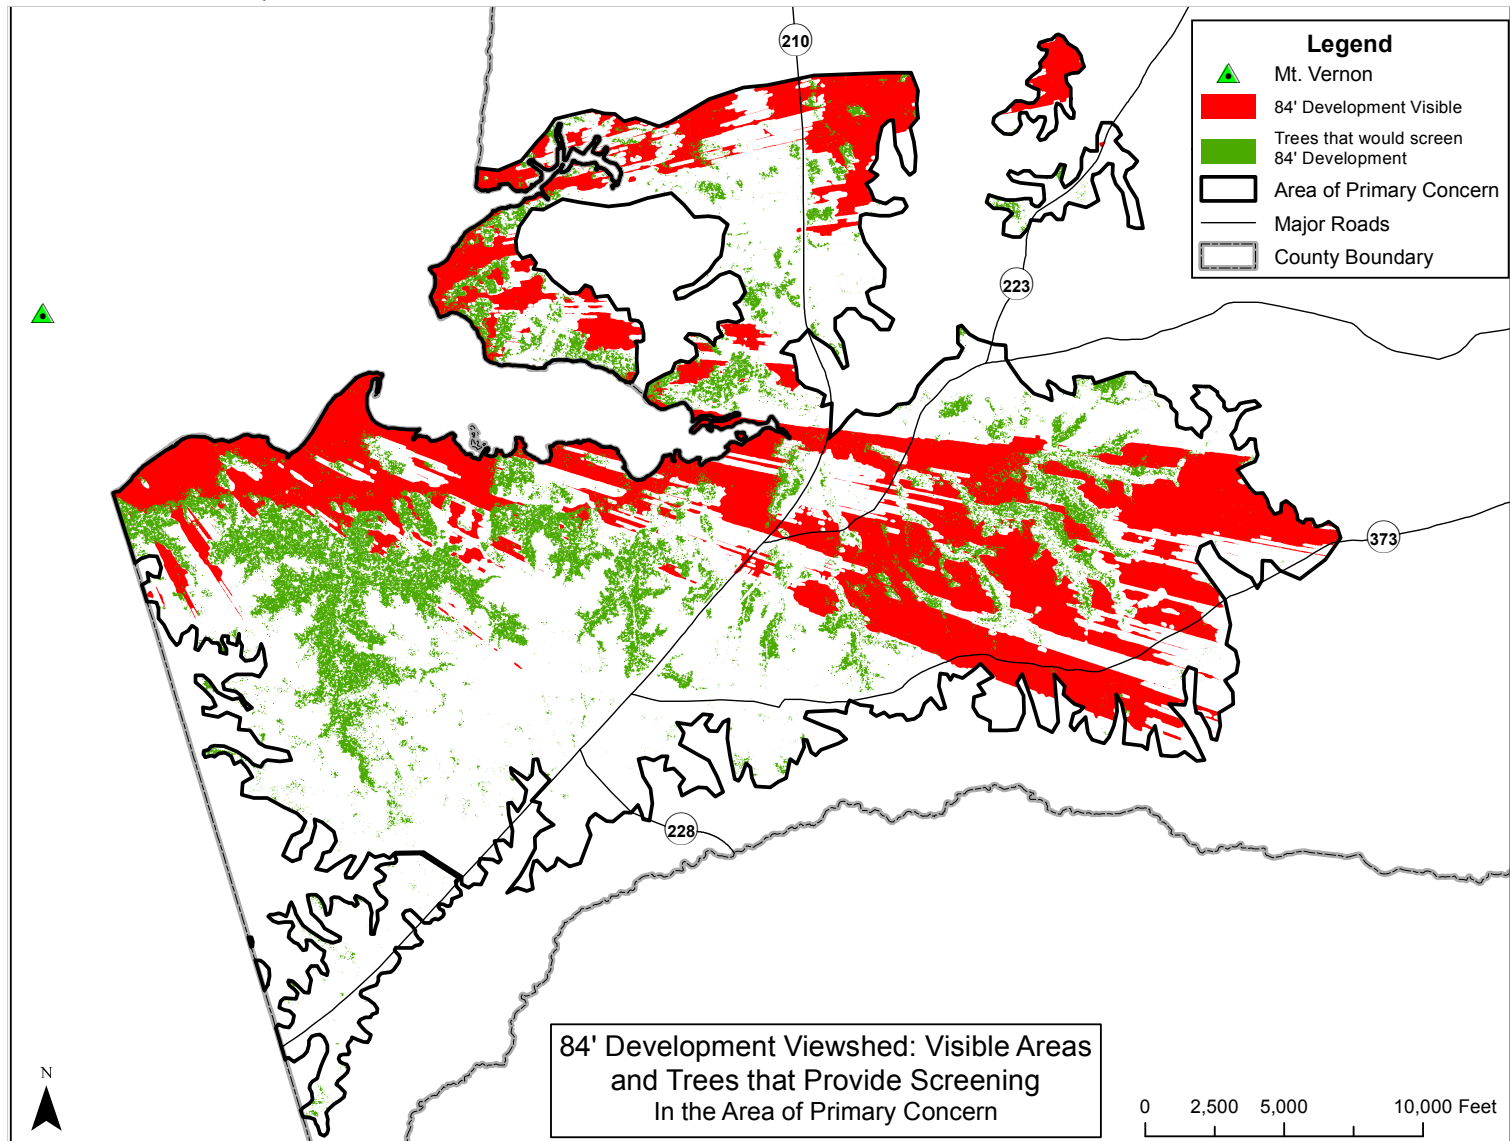 210
Legend
Mt. Vernon
84' Development Visible
Trees that would screen
84' Development
Area of Primary Concern
Major Roads
County Boundary
223
373
228
84' Development Viewshed: Visible Areas
and Trees that Provide Screening
In the Area of Primary Concern
N
0 2,500 5,000 10,000 Feet